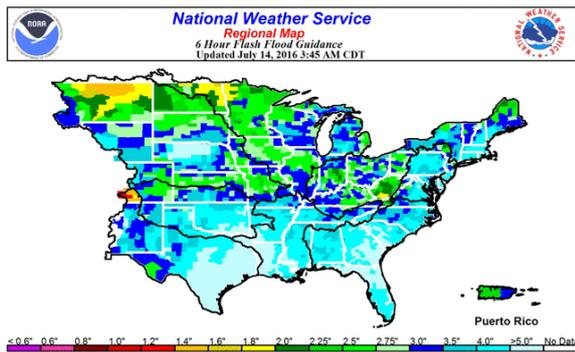 NOAA
National Weather Service
Regional Map
6 Hour Flash Flood Guidance
Updated July 14, 2016 3:45 AM CDT
NATIONAL WEATHER SERVICE
Puerto Rico
< 0.6" 0.6" 0.8" 1.0" 1.2" 1.4" 1.6" 1.8" 2.0" 2.25" 2.5" 2.75" 3.0" 3.5" 4.0" >5.0" No Dat